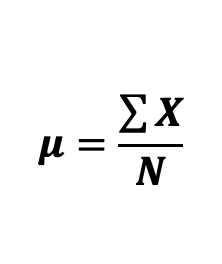 μ = ∑ X / N